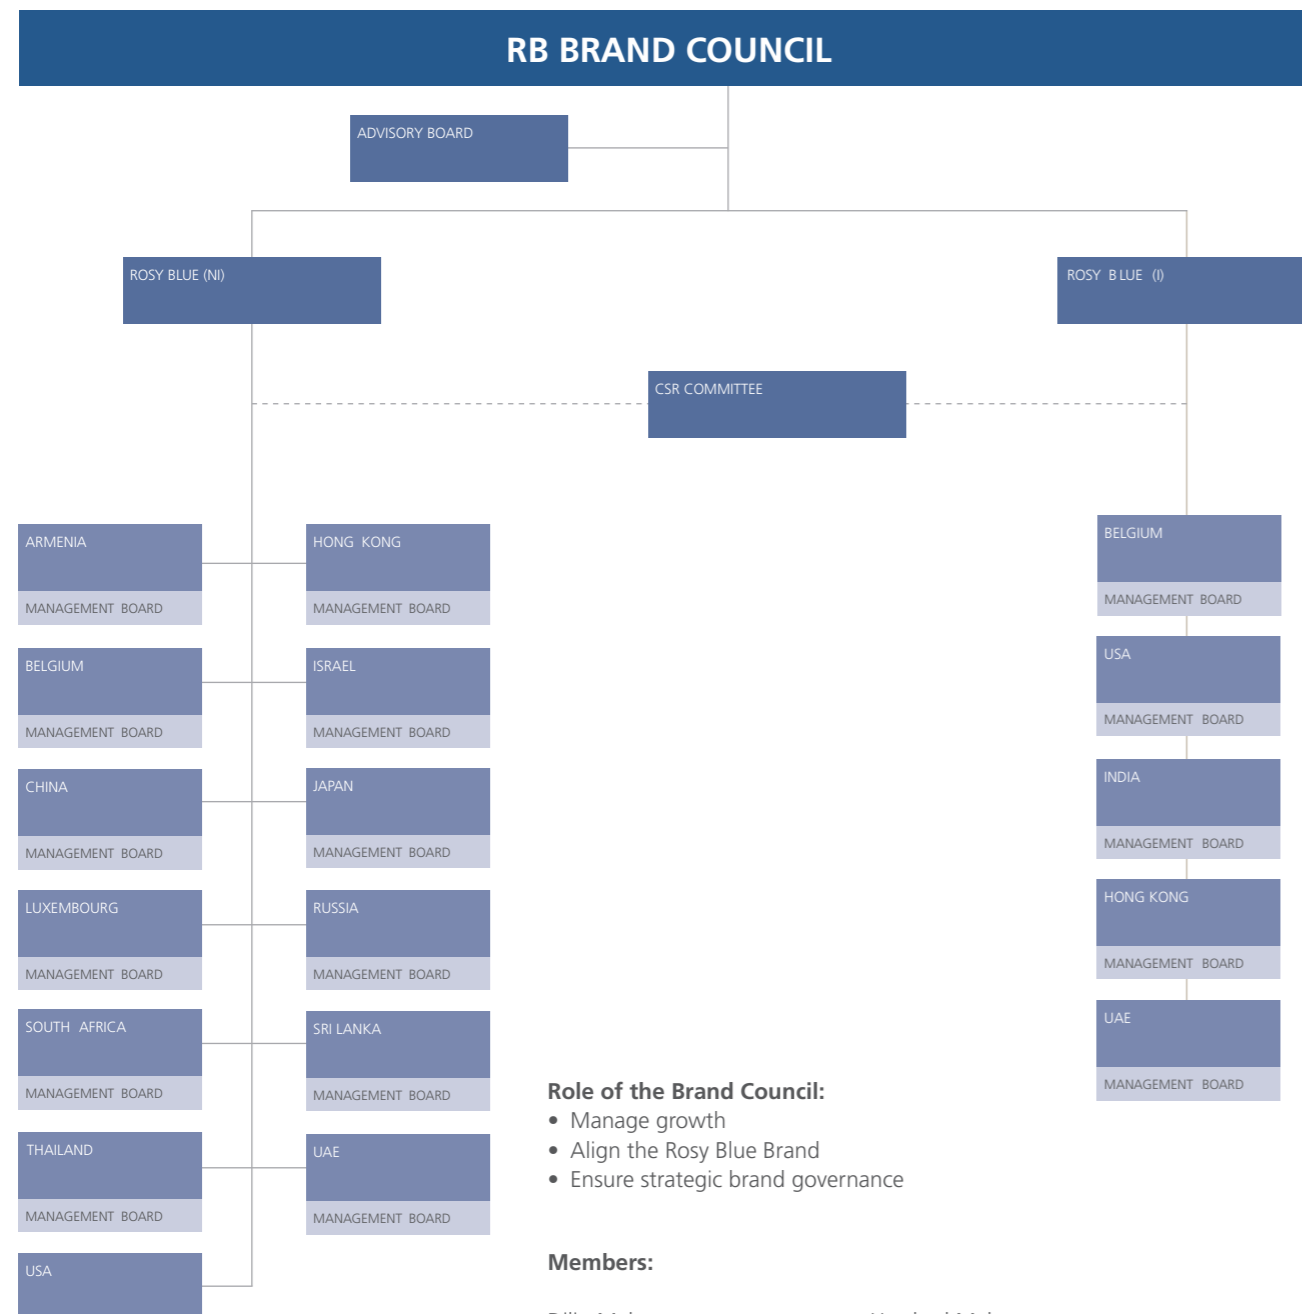 RB BRAND COUNCIL
ADVISORY BOARD
ROSY BLUE (NI)
ROSY BLUE (I)
CSR COMMITTEE
ARMENIA
MANAGEMENT BOARD
HONG KONG
MANAGEMENT BOARD
BELGIUM
MANAGEMENT BOARD
ISRAEL
MANAGEMENT BOARD
CHINA
MANAGEMENT BOARD
JAPAN
MANAGEMENT BOARD
LUXEMBOURG
MANAGEMENT BOARD
RUSSIA
MANAGEMENT BOARD
SOUTH AFRICA
MANAGEMENT BOARD
SRI LANKA
MANAGEMENT BOARD
THAILAND
MANAGEMENT BOARD
UAE
MANAGEMENT BOARD
USA
BELGIUM
MANAGEMENT BOARD
USA
MANAGEMENT BOARD
INDIA
MANAGEMENT BOARD
HONG KONG
MANAGEMENT BOARD
UAE
MANAGEMENT BOARD
Role of the Brand Council:
• Manage growth
• Align the Rosy Blue Brand
• Ensure strategic brand governance
Members: